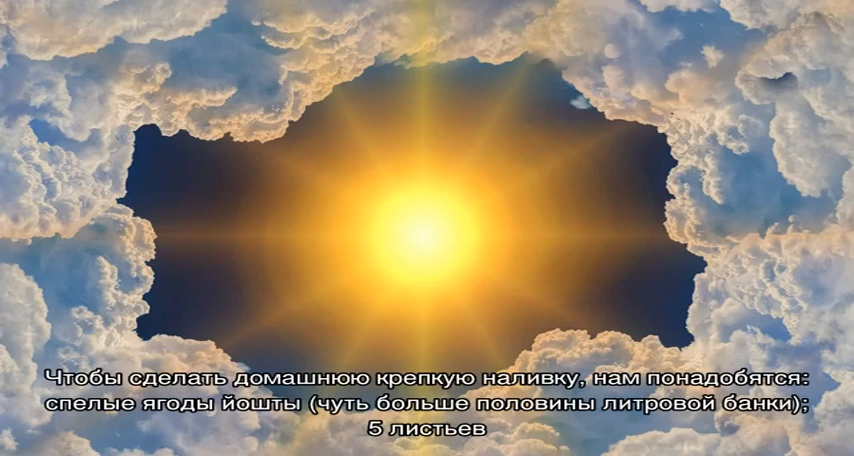 Чтобы сделать домашнюю крепкую наливку, нам понадобятся:
спелые ягоды йошты (чуть больше половины литровой банки);
5 листьев